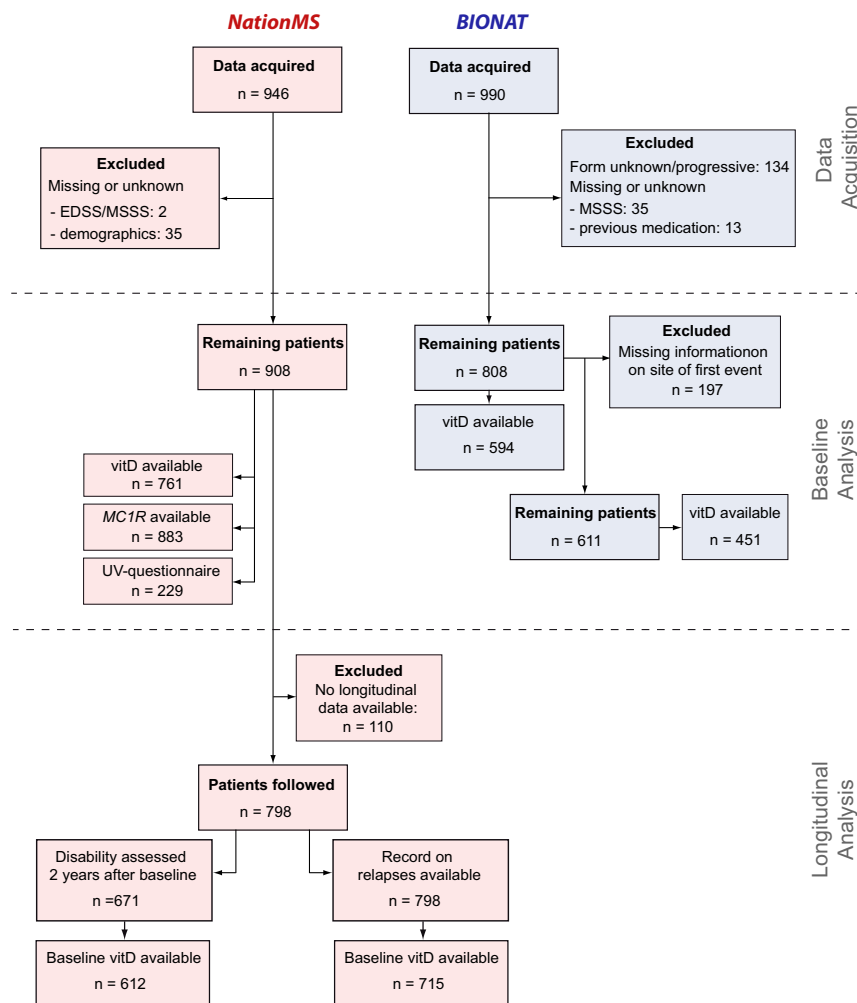 NationMS
BIONAT
Data acquired
n = 946
Data acquired
n = 990
Excluded
Missing or unknown
- EDSS/MSSS: 2
- demographics: 35
Excluded
Form unknown/progressive: 134
Missing or unknown
- MSSS: 35
- previous medication: 13
Data
Acquisition
Remaining patients
n = 908
Remaining patients
n = 808
Excluded
Missing informationon
on site of first event
n = 197
vitD available
n = 594
vitD available
n = 761
MC1R available
n = 883
UV-questionnaire
n = 229
Remaining patients
n = 611
vitD available
n = 451
Baseline
Analysis
Excluded
No longitudinal
data available:
n = 110
Patients followed
n = 798
Disability assessed
2 years after baseline
n =671
Record on
relapses available
n = 798
Baseline vitD available
n = 612
Baseline vitD available
n = 715
Longitudinal
Analysis